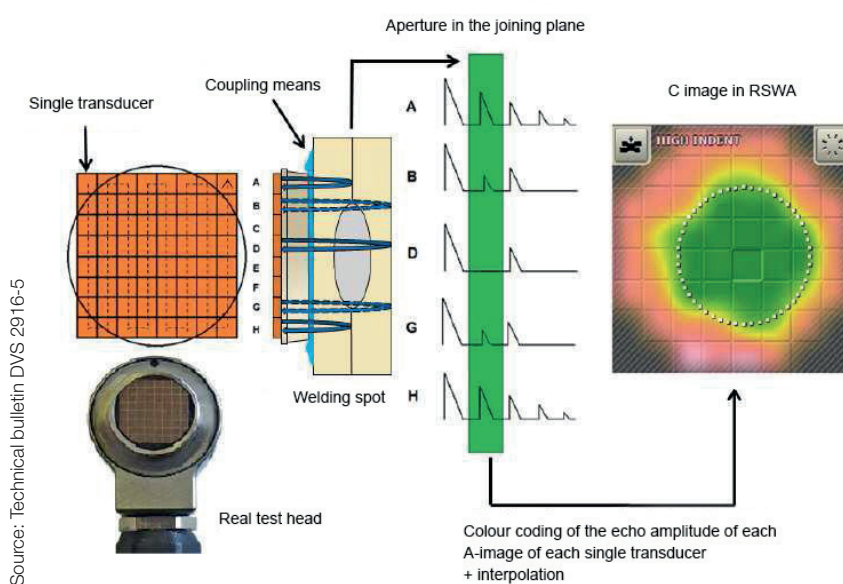 Aperture in the joining plane
Coupling means
Single transducer
C image in RSWA
HIGH INDENT
A
B
C
D
E
F
G
H
A
B
D
G
H
Welding spot
Real test head
Colour coding of the echo amplitude of each
A-image of each single transducer
+ interpolation
Source: Technical bulletin DVS 2916-5